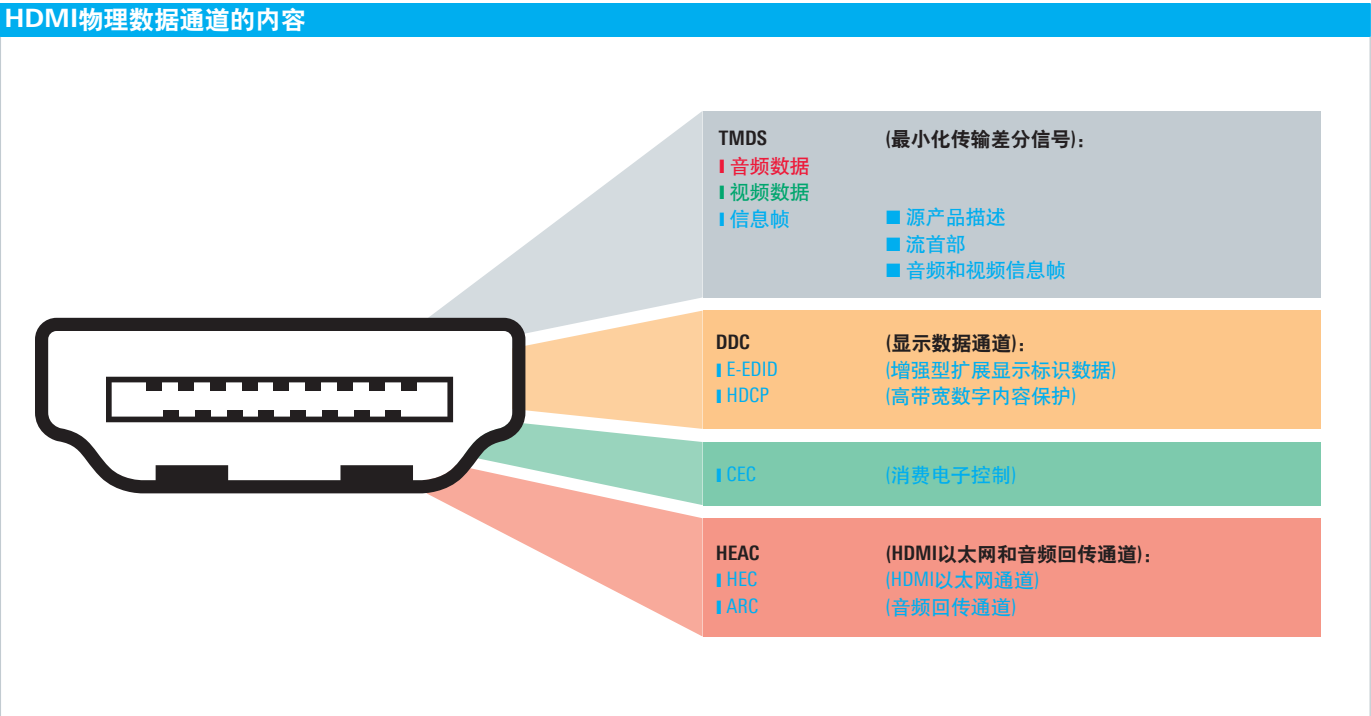 HDMI物理数据通道的内容
TMDS (最小化传输差分信号)：
音频数据
视频数据
信息帧 ■ 源产品描述
■ 流首部
■ 音频和视频信息帧
DDC (显示数据通道)：
E-EDID (增强型扩展显示标识数据)
HDCP (高带宽数字内容保护)
CEC (消费电子控制)
HEAC (HDMI以太网和音频回传通道)：
HEC (HDMI以太网通道)
ARC (音频回传通道)